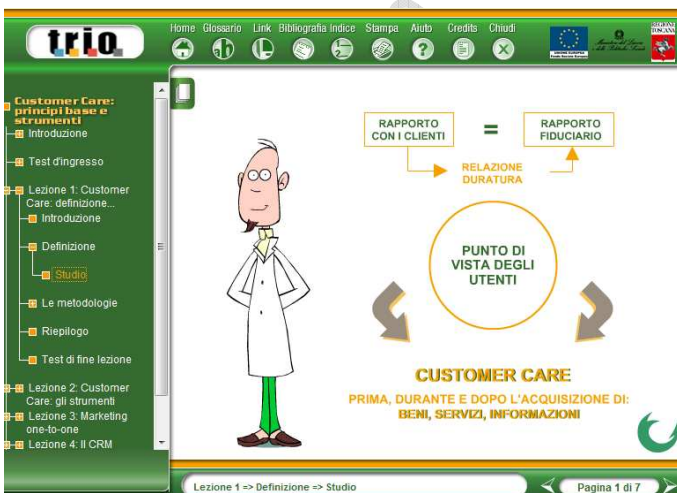 trio
Home Glossario Link Bibliografia Indice Stampa Aiuto Credits Chiudi
UNIONE EUROPEA
REGIONE
TOSCANA
Customer Care:
principi base e
strumenti
Introduzione
Test d'ingresso
Lezione 1: Customer
Care: definizione...
Introduzione
Definizione
Studio
Le metodologie
Riepilogo
Test di fine lezione
Lezione 2: Customer
Care: gli strumenti
Lezione 3: Marketing
one-to-one
Lezione 4: Il CRM
RAPPORTO
CON I CLIENTI
=
RAPPORTO
FIDUCIARIO
RELAZIONE
DURATURA
PUNTO DI
VISTA DEGLI
UTENTI
CUSTOMER CARE
PRIMA, DURANTE E DOPO L'ACQUISIZIONE DI:
BENI, SERVIZI, INFORMAZIONI
Lezione 1 => Definizione => Studio
Pagina 1 di 7